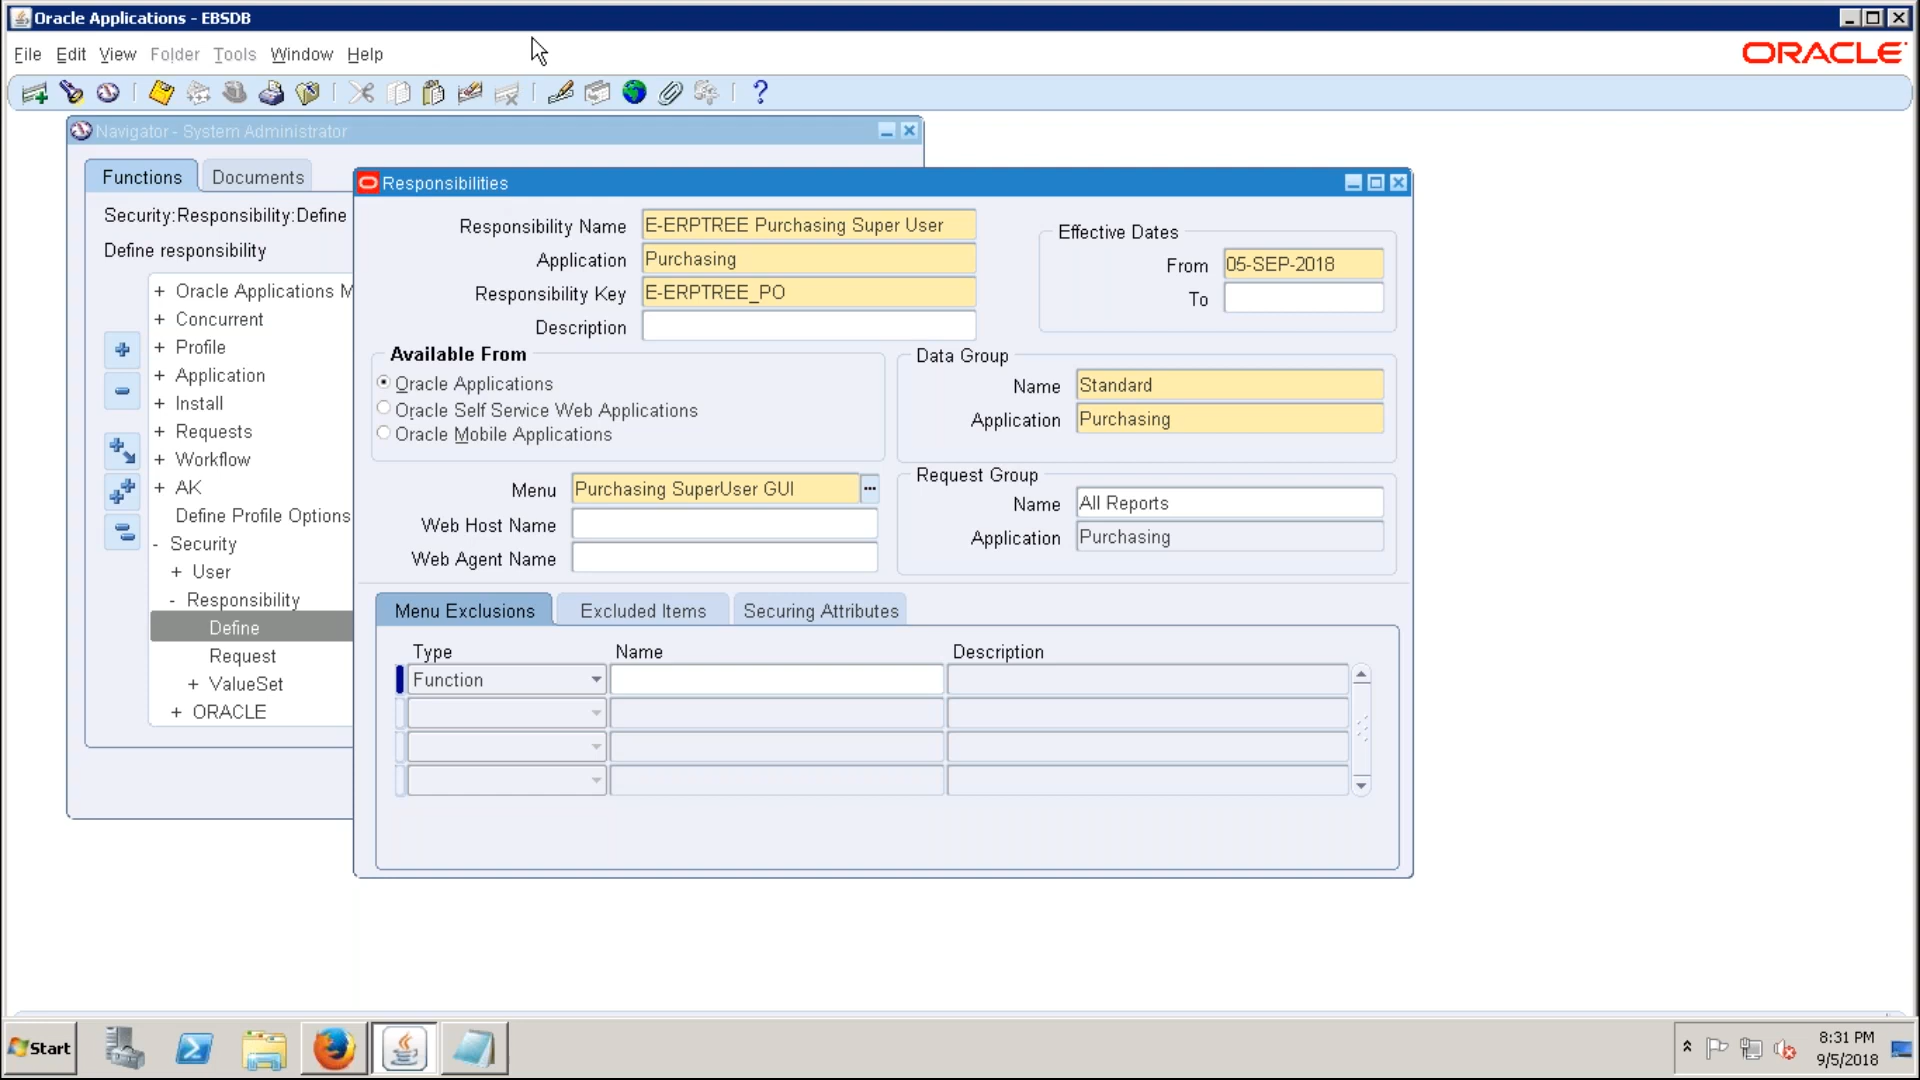 Oracle Applications - EBSDB
File Edit View Folder Tools Window Help
ORACLE
Navigator - System Administrator
Functions Documents
Security:Responsibility:Define
Define responsibility
+ Oracle Applications M
+ Concurrent
+ Profile
+ Application
+ Install
+ Requests
+ Workflow
+ AK
Define Profile Options
- Security
+ User
- Responsibility
Define
Request
+ ValueSet
+ ORACLE
Responsibilities
Responsibility Name E-ERPTREE Purchasing Super User
Application Purchasing
Responsibility Key E-ERPTREE_PO
Description
Effective Dates
From 05-SEP-2018
To
Available From
Oracle Applications
Oracle Self Service Web Applications
Oracle Mobile Applications
Data Group
Name Standard
Application Purchasing
Menu Purchasing SuperUser GUI ...
Web Host Name
Web Agent Name
Request Group
Name All Reports
Application Purchasing
Menu Exclusions Excluded Items Securing Attributes
Type Name Description
Function
Start
8:31 PM
9/5/2018